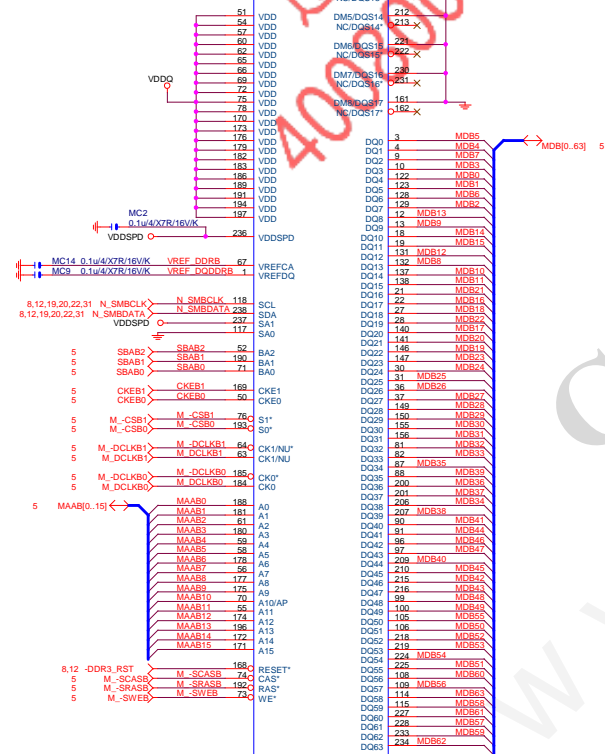 51 VDD
54 VDD
57 VDD
60 VDD
62 VDD
65 VDD
66 VDD
69 VDD
72 VDD
75 VDD
78 VDD
170 VDD
173 VDD
176 VDD
179 VDD
182 VDD
183 VDD
186 VDD
189 VDD
191 VDD
194 VDD
197 VDD
VDDQ
MC2
0.1u/4/X7R/16V/K
VDDSPD 236 VDDSPD
MC14 0.1u/4/X7R/16V/K VREF_DDRB 67 VREFCA
MC9 0.1u/4/X7R/16V/K VREF_DQDDRB 1 VREFDQ
8,12,19,20,22,31 N_SMBCLK N_SMBCLK 118 SCL
8,12,19,20,22,31 N_SMBDATA N_SMBDATA 238 SDA
VDDSPD 237 SA1
117 SA0
5 SBAB2 SBAB2 52 BA2
5 SBAB1 SBAB1 190 BA1
5 SBAB0 SBAB0 71 BA0
5 CKEB1 CKEB1 169 CKE1
5 CKEB0 CKEB0 50 CKE0
5 M_-CSB1 M_-CSB1 76 S1*
5 M_-CSB0 M_-CSB0 193 S0*
5 M_-DCLKB1 M_-DCLKB1 64 CK1/NU*
5 M_DCLKB1 M_DCLKB1 63 CK1/NU
5 M_-DCLKB0 M_-DCLKB0 185 CK0*
5 M_DCLKB0 M_DCLKB0 184 CK0
5 MAAB[0..15]
MAAB0 188 A0
MAAB1 181 A1
MAAB2 61 A2
MAAB3 180 A3
MAAB4 59 A4
MAAB5 58 A5
MAAB6 178 A6
MAAB7 56 A7
MAAB8 177 A8
MAAB9 175 A9
MAAB10 70 A10/AP
MAAB11 55 A11
MAAB12 174 A12
MAAB13 196 A13
MAAB14 172 A14
MAAB15 171 A15
8,12 -DDR3_RST 168 RESET*
5 M_-SCASB M_-SCASB 74 CAS*
5 M_-SRASB M_-SRASB 192 RAS*
5 M_-SWEB M_-SWEB 73 WE*
DM5/DQS14 212
NC/DQS14* 213
DM6/DQS15 221
NC/DQS15* 222
DM7/DQS16 230
NC/DQS16* 231
DM8/DQS17 161
NC/DQS17* 162
MDB[0..63] 5
DQ0 3 MDB5
DQ1 4 MDB4
DQ2 9 MDB7
DQ3 10 MDB3
DQ4 122 MDB0
DQ5 123 MDB1
DQ6 128 MDB6
DQ7 129 MDB2
DQ8 12 MDB13
DQ9 13 MDB9
DQ10 18 MDB14
DQ11 19 MDB15
DQ12 131 MDB12
DQ13 132 MDB8
DQ14 137 MDB10
DQ15 138 MDB11
DQ16 21 MDB21
DQ17 22 MDB16
DQ18 27 MDB18
DQ19 28 MDB22
DQ20 140 MDB17
DQ21 141 MDB20
DQ22 146 MDB19
DQ23 147 MDB23
DQ24 30 MDB24
DQ25 31 MDB25
DQ26 36 MDB26
DQ27 37 MDB27
DQ28 149 MDB28
DQ29 150 MDB29
DQ30 155 MDB30
DQ31 156 MDB31
DQ32 81 MDB32
DQ33 82 MDB33
DQ34 87 MDB35
DQ35 88 MDB39
DQ36 200 MDB36
DQ37 201 MDB37
DQ38 206 MDB34
DQ39 207 MDB38
DQ40 90 MDB41
DQ41 91 MDB44
DQ42 96 MDB46
DQ43 97 MDB47
DQ44 209 MDB40
DQ45 210 MDB45
DQ46 215 MDB42
DQ47 216 MDB43
DQ48 99 MDB48
DQ49 100 MDB49
DQ50 105 MDB55
DQ51 106 MDB50
DQ52 218 MDB52
DQ53 219 MDB53
DQ54 224 MDB54
DQ55 225 MDB51
DQ56 108 MDB60
DQ57 109 MDB56
DQ58 114 MDB63
DQ59 115 MDB58
DQ60 227 MDB61
DQ61 228 MDB57
DQ62 233 MDB59
DQ63 234 MDB62